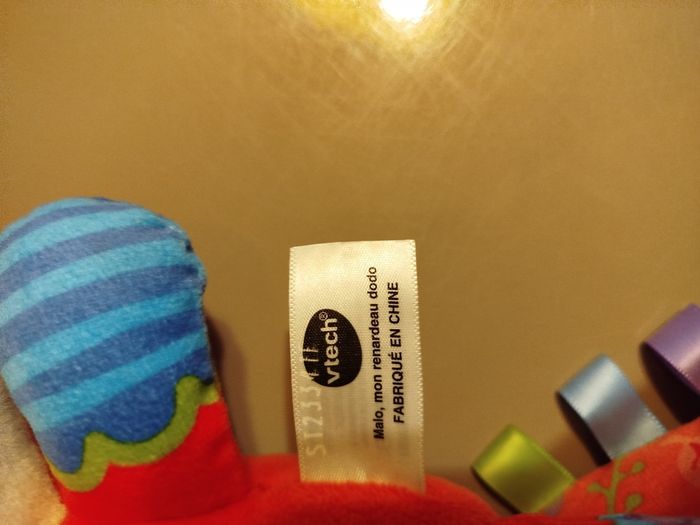 vtech®
Malo, mon renardeau dodo
FABRIQUÉ EN CHINE